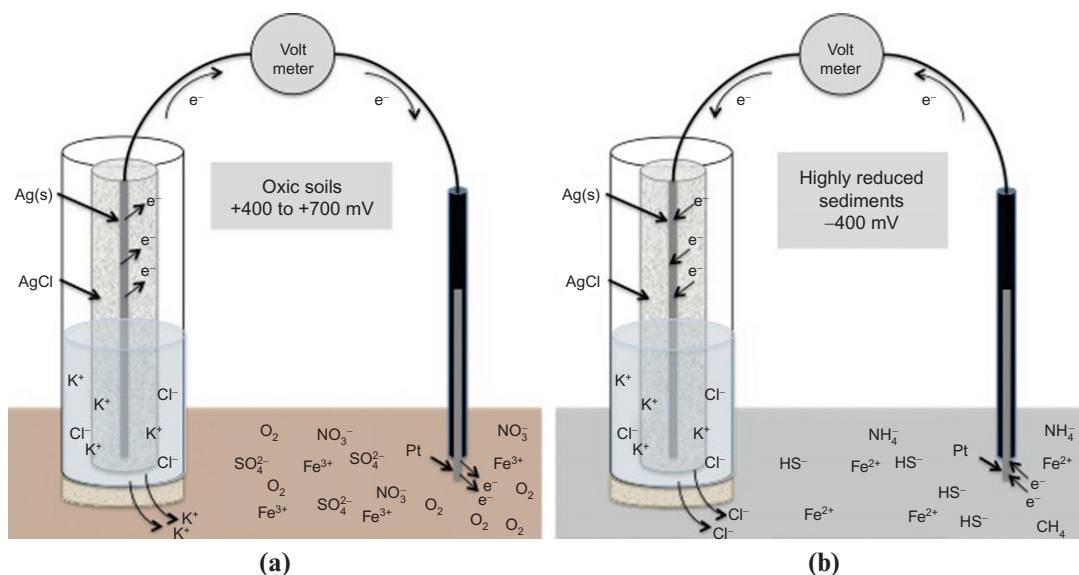 Volt
meter
e⁻
e⁻
Oxic soils
+400 to +700 mV
Ag(s)
e⁻
e⁻
e⁻
AgCl
K⁺
Cl⁻
K⁺
Cl⁻
K⁺
K⁺
Cl⁻
K⁺
K⁺
O₂
NO₃⁻
Pt
NO₃⁻
SO₄²⁻
Fe³⁺
SO₄²⁻
Fe³⁺
e⁻
e⁻
O₂
NO₃⁻
O₂
Fe³⁺
SO₄²⁻
Fe³⁺
O₂
O₂
O₂
(a)
Volt
meter
e⁻
e⁻
Highly reduced
sediments
−400 mV
Ag(s)
e⁻
e⁻
e⁻
AgCl
K⁺
Cl⁻
K⁺
Cl⁻
K⁺
K⁺
Cl⁻
Cl⁻
Cl⁻
NH₄⁻
Pt
NH₄⁻
HS⁻
Fe²⁺
HS⁻
Fe²⁺
e⁻
e⁻
HS⁻
Fe²⁺
Fe²⁺
HS⁻
CH₄
(b)